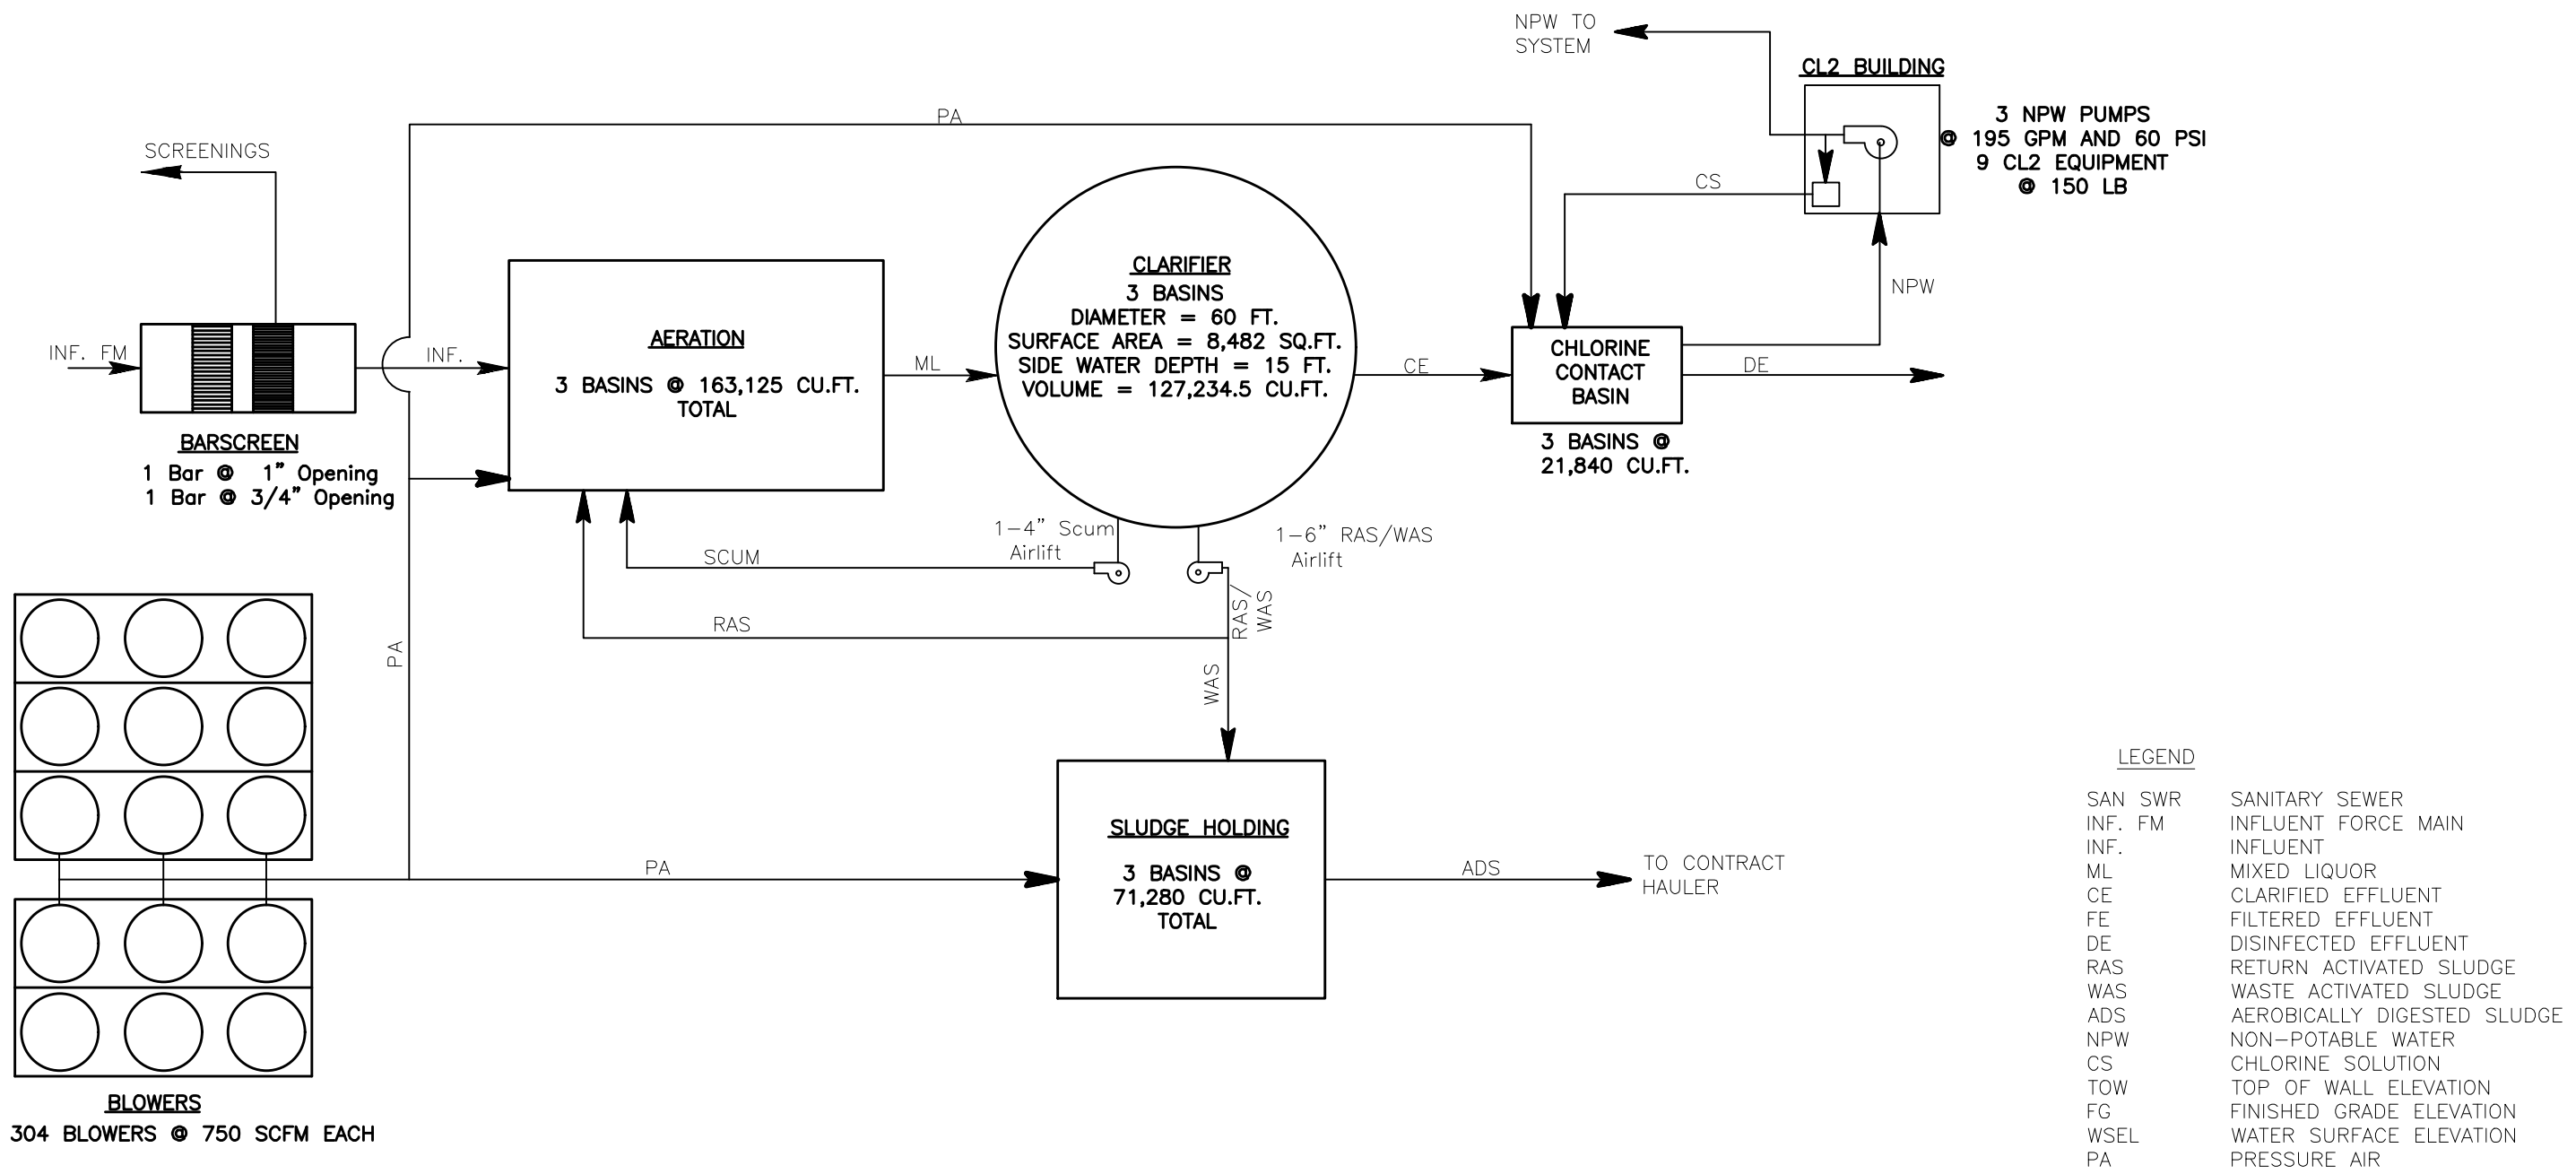 NPW TO
SYSTEM
CL2 BUILDING
3 NPW PUMPS
@ 195 GPM AND 60 PSI
9 CL2 EQUIPMENT
@ 150 LB
PA
SCREENINGS
CS
NPW
INF. FM
INF.
AERATION
3 BASINS @ 163,125 CU.FT.
TOTAL
ML
CLARIFIER
3 BASINS
DIAMETER = 60 FT.
SURFACE AREA = 8,482 SQ.FT.
SIDE WATER DEPTH = 15 FT.
VOLUME = 127,234.5 CU.FT.
CE
CHLORINE
CONTACT
BASIN
DE
3 BASINS @
21,840 CU.FT.
BARSCREEN
1 Bar @ 1" Opening
1 Bar @ 3/4" Opening
1-4" Scum
Airlift
1-6" RAS/WAS
Airlift
SCUM
RAS/
WAS
RAS
PA
WAS
SLUDGE HOLDING
3 BASINS @
71,280 CU.FT.
TOTAL
PA
ADS
TO CONTRACT
HAULER
BLOWERS
304 BLOWERS @ 750 SCFM EACH
LEGEND
SAN SWR SANITARY SEWER
INF. FM INFLUENT FORCE MAIN
INF. INFLUENT
ML MIXED LIQUOR
CE CLARIFIED EFFLUENT
FE FILTERED EFFLUENT
DE DISINFECTED EFFLUENT
RAS RETURN ACTIVATED SLUDGE
WAS WASTE ACTIVATED SLUDGE
ADS AEROBICALLY DIGESTED SLUDGE
NPW NON-POTABLE WATER
CS CHLORINE SOLUTION
TOW TOP OF WALL ELEVATION
FG FINISHED GRADE ELEVATION
WSEL WATER SURFACE ELEVATION
PA PRESSURE AIR